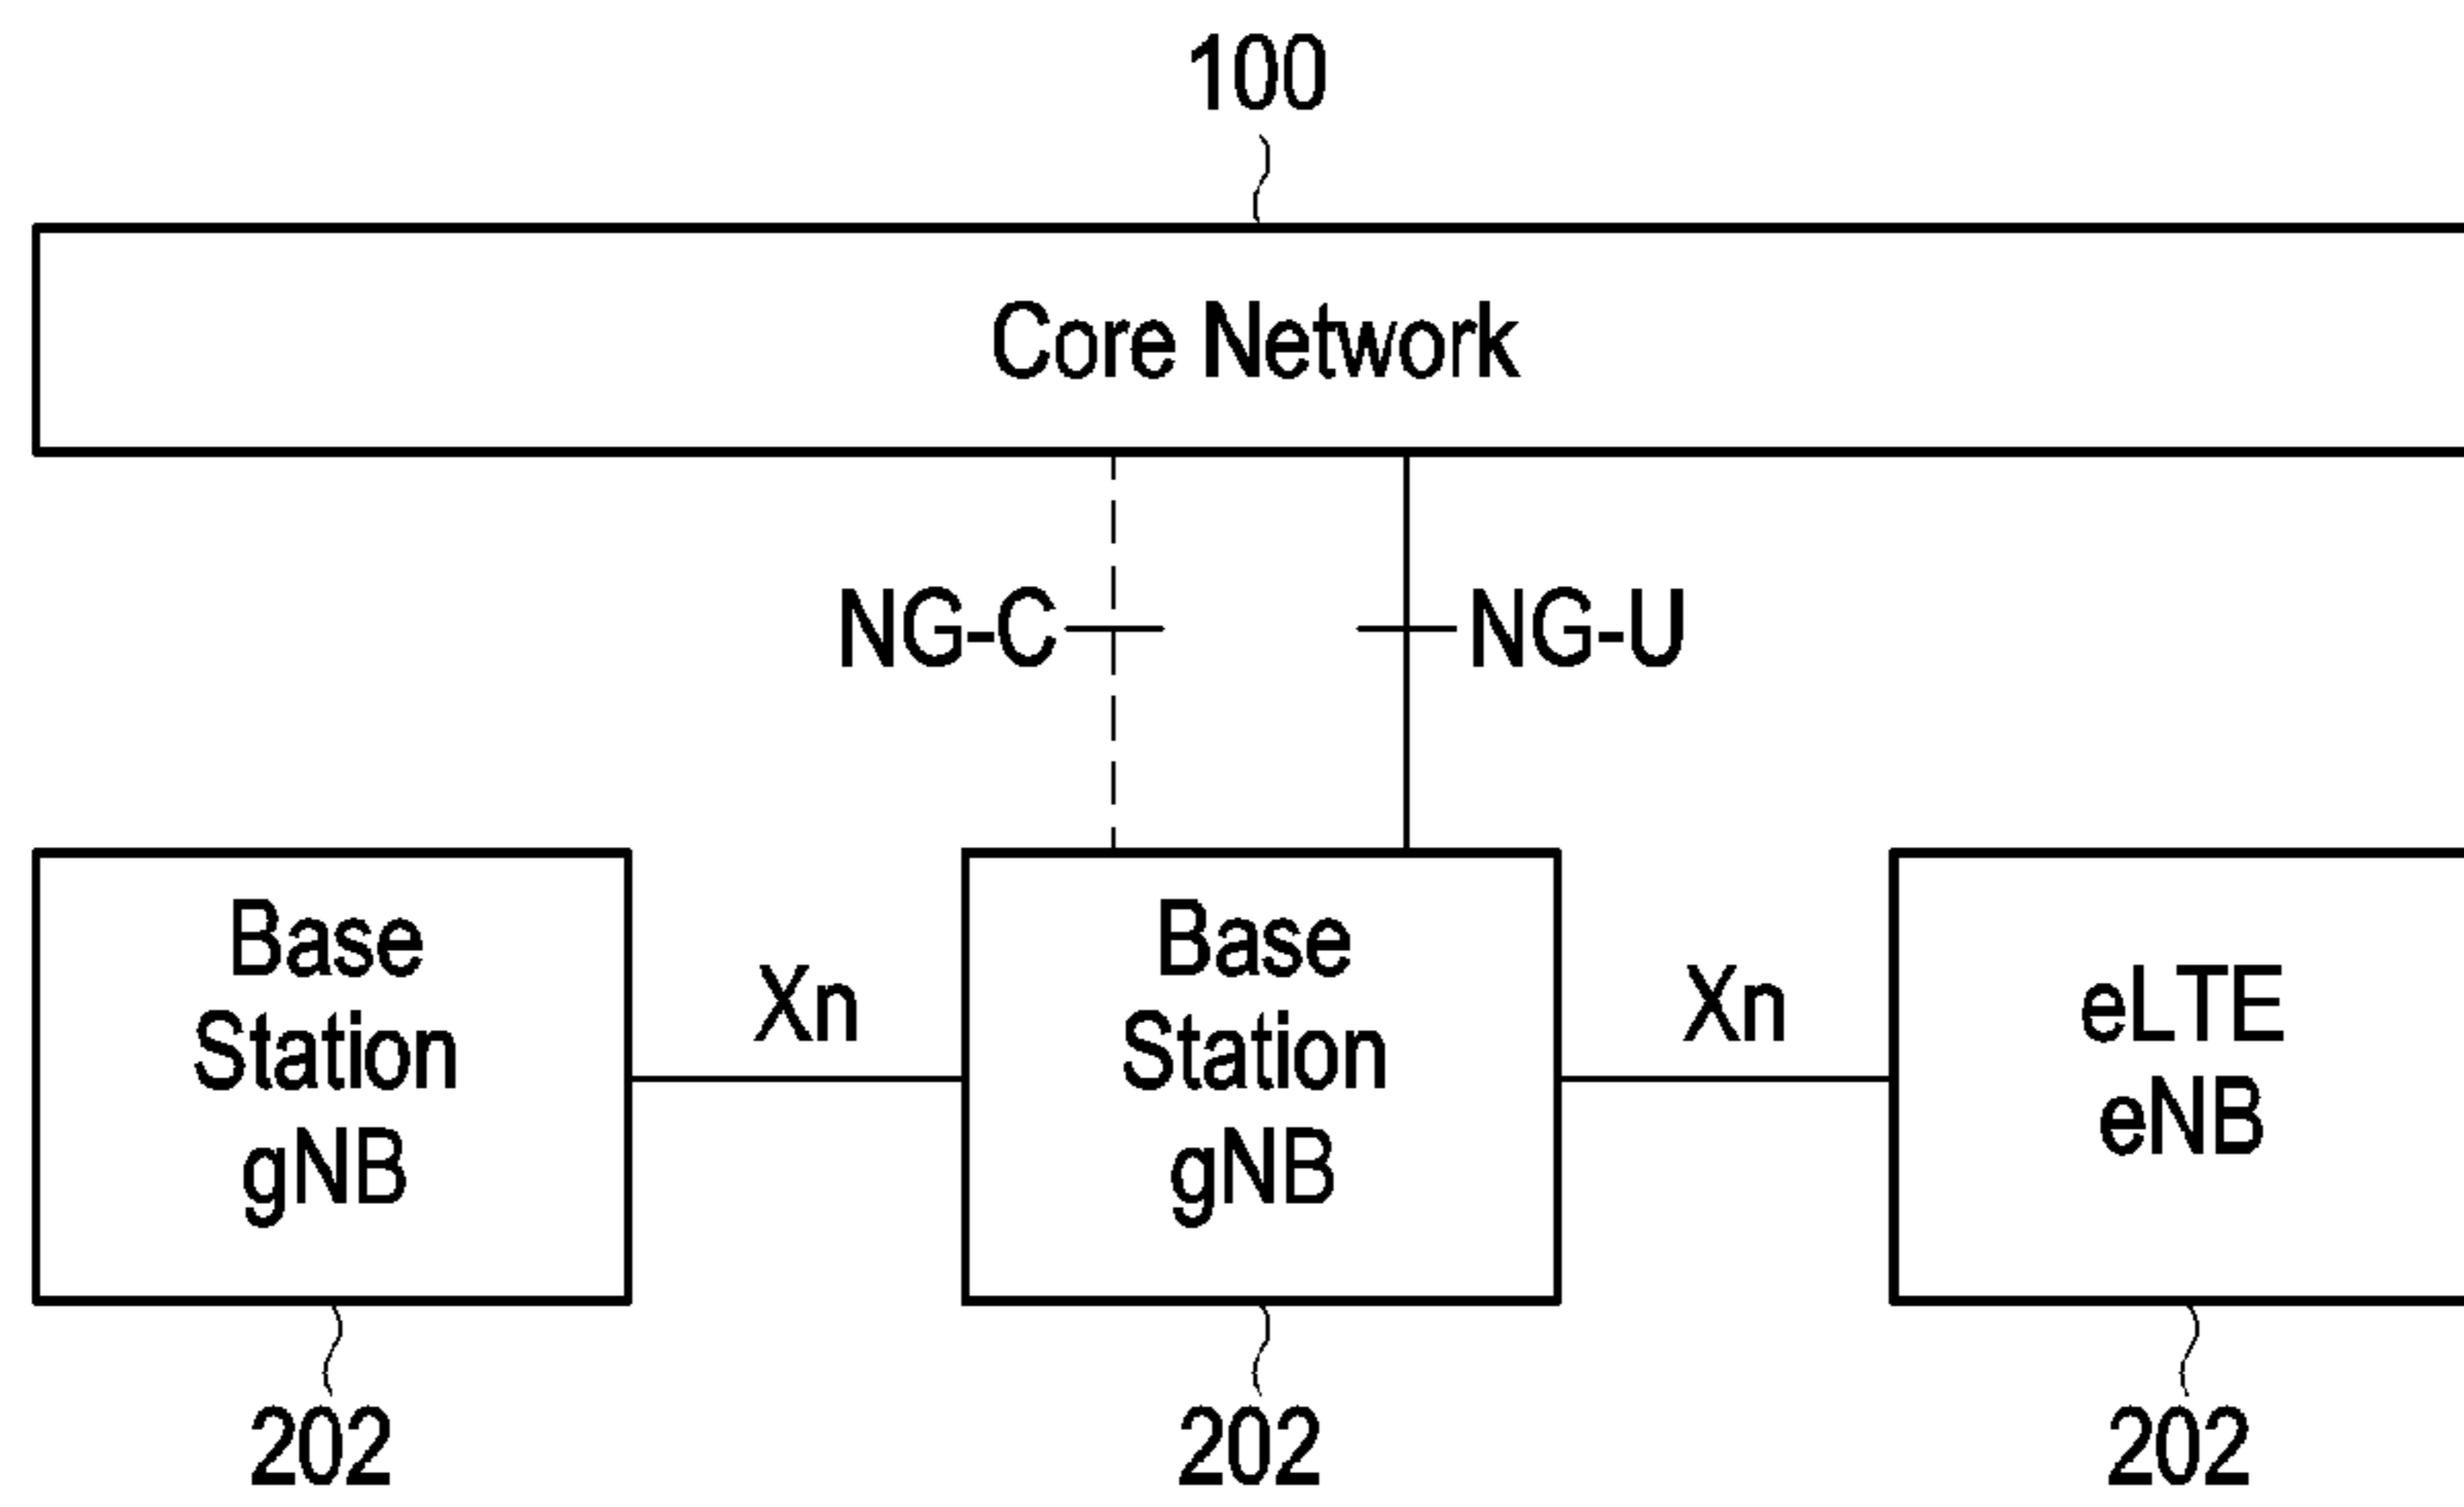 100
Core Network
NG-C
NG-U
Base
Station
gNB
Xn
Base
Station
gNB
Xn
eLTE
eNB
202
202
202